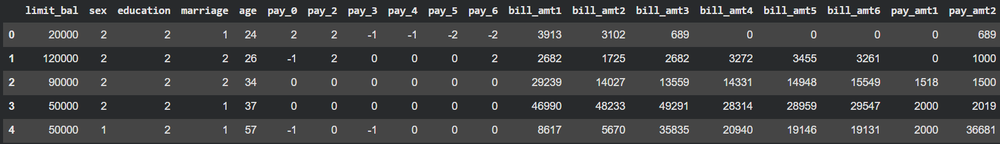 limit_bal sex education marriage age pay_0 pay_2 pay_3 pay_4 pay_5 pay_6 bill_amt1 bill_amt2 bill_amt3 bill_amt4 bill_amt5 bill_amt6 pay_amt1 pay_amt2
0 20000 2 2 1 24 2 2 -1 -1 -2 -2 3913 3102 689 0 0 0 0 689
1 120000 2 2 2 26 -1 2 0 0 0 2 2682 1725 2682 3272 3455 3261 0 1000
2 90000 2 2 2 34 0 0 0 0 0 0 29239 14027 13559 14331 14948 15549 1518 1500
3 50000 2 2 1 37 0 0 0 0 0 0 46990 48233 49291 28314 28959 29547 2000 2019
4 50000 1 2 1 57 -1 0 -1 0 0 0 8617 5670 35835 20940 19146 19131 2000 36681